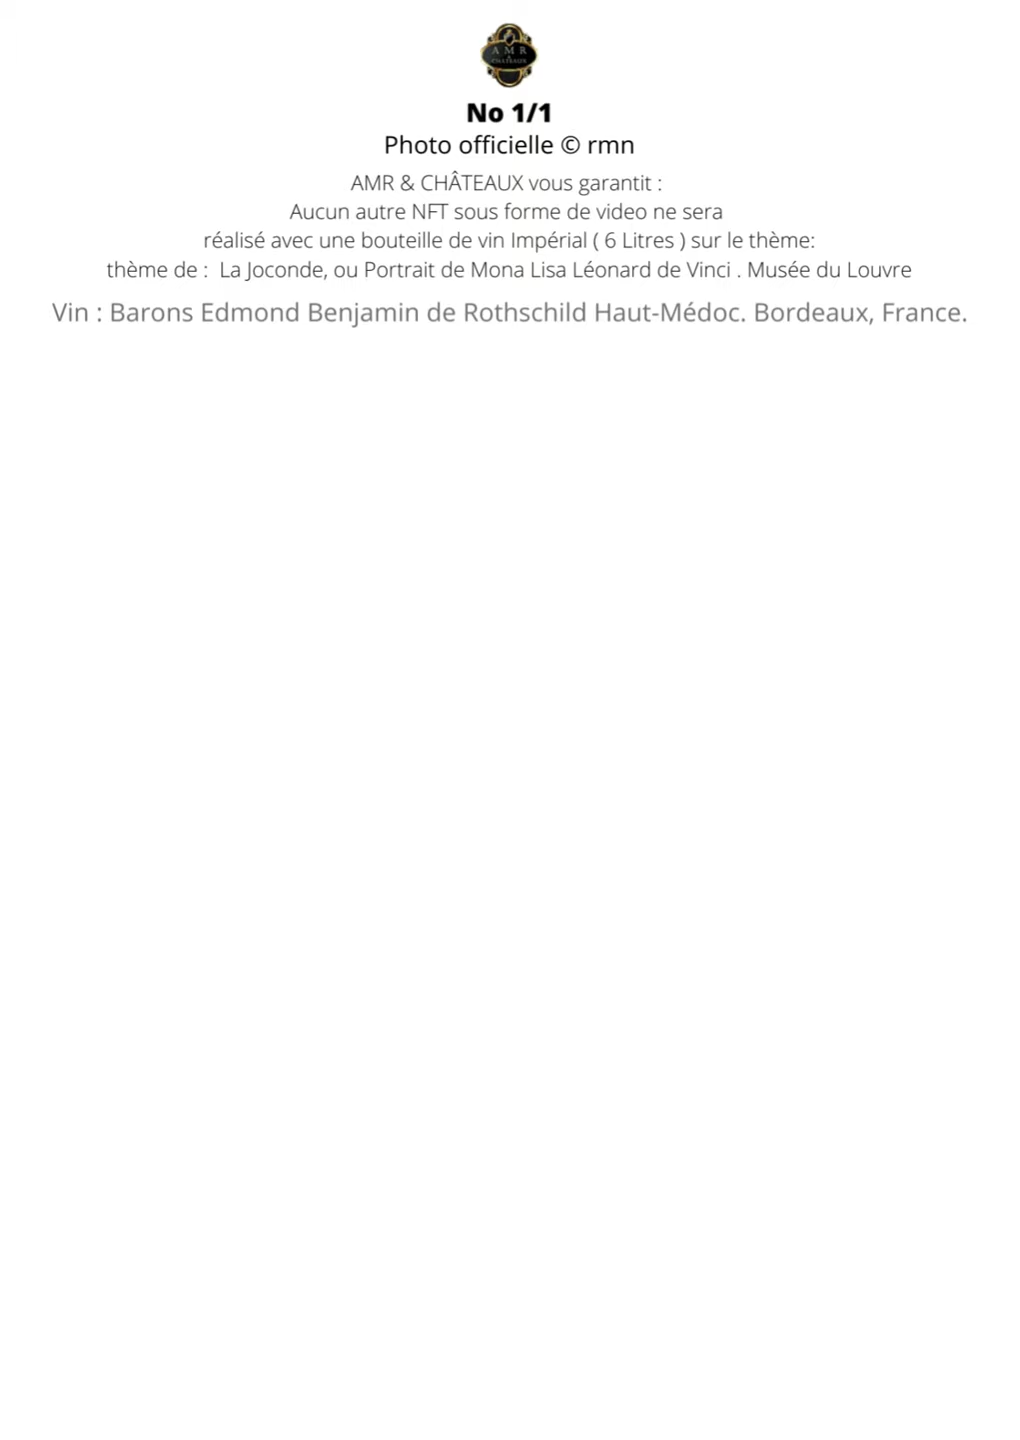 A M R
& CHÂTEAUX
No 1/1
Photo officielle © rmn
AMR & CHÂTEAUX vous garantit :
Aucun autre NFT sous forme de video ne sera
réalisé avec une bouteille de vin Impérial ( 6 Litres ) sur le thème:
thème de : La Joconde, ou Portrait de Mona Lisa Léonard de Vinci . Musée du Louvre
Vin : Barons Edmond Benjamin de Rothschild Haut-Médoc. Bordeaux, France.